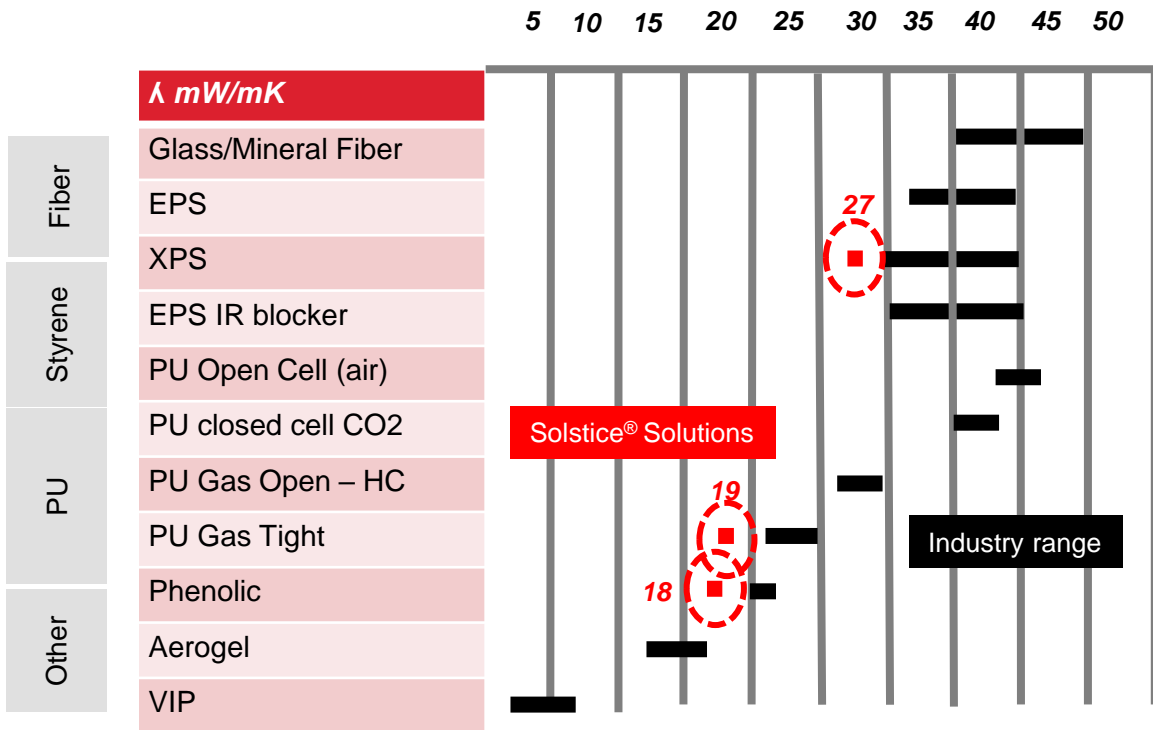 5 10 15 20 25 30 35 40 45 50
⅄ mW/mK
Fiber
Glass/Mineral Fiber
EPS
27
XPS
Styrene
EPS IR blocker
PU Open Cell (air)
PU closed cell CO2
Solstice® Solutions
PU
PU Gas Open – HC
19
PU Gas Tight
Industry range
Phenolic
18
Other
Aerogel
VIP